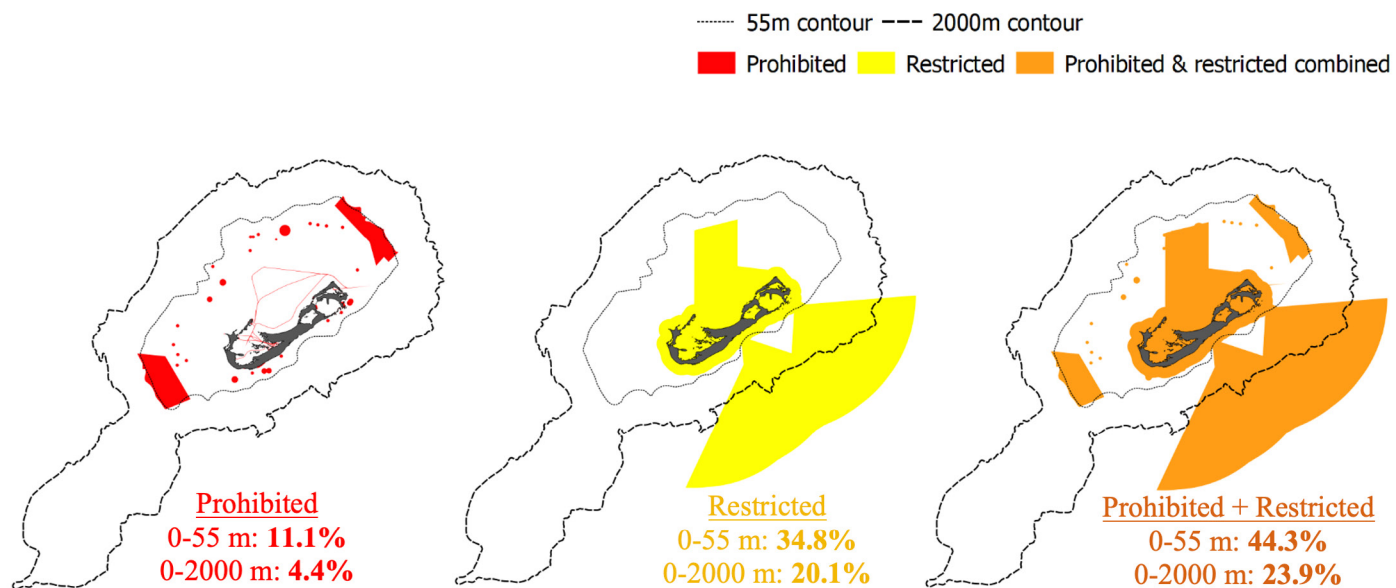 55m contour 2000m contour
Prohibited Restricted Prohibited & restricted combined
Prohibited
0-55 m: 11.1%
0-2000 m: 4.4%
Restricted
0-55 m: 34.8%
0-2000 m: 20.1%
Prohibited + Restricted
0-55 m: 44.3%
0-2000 m: 23.9%